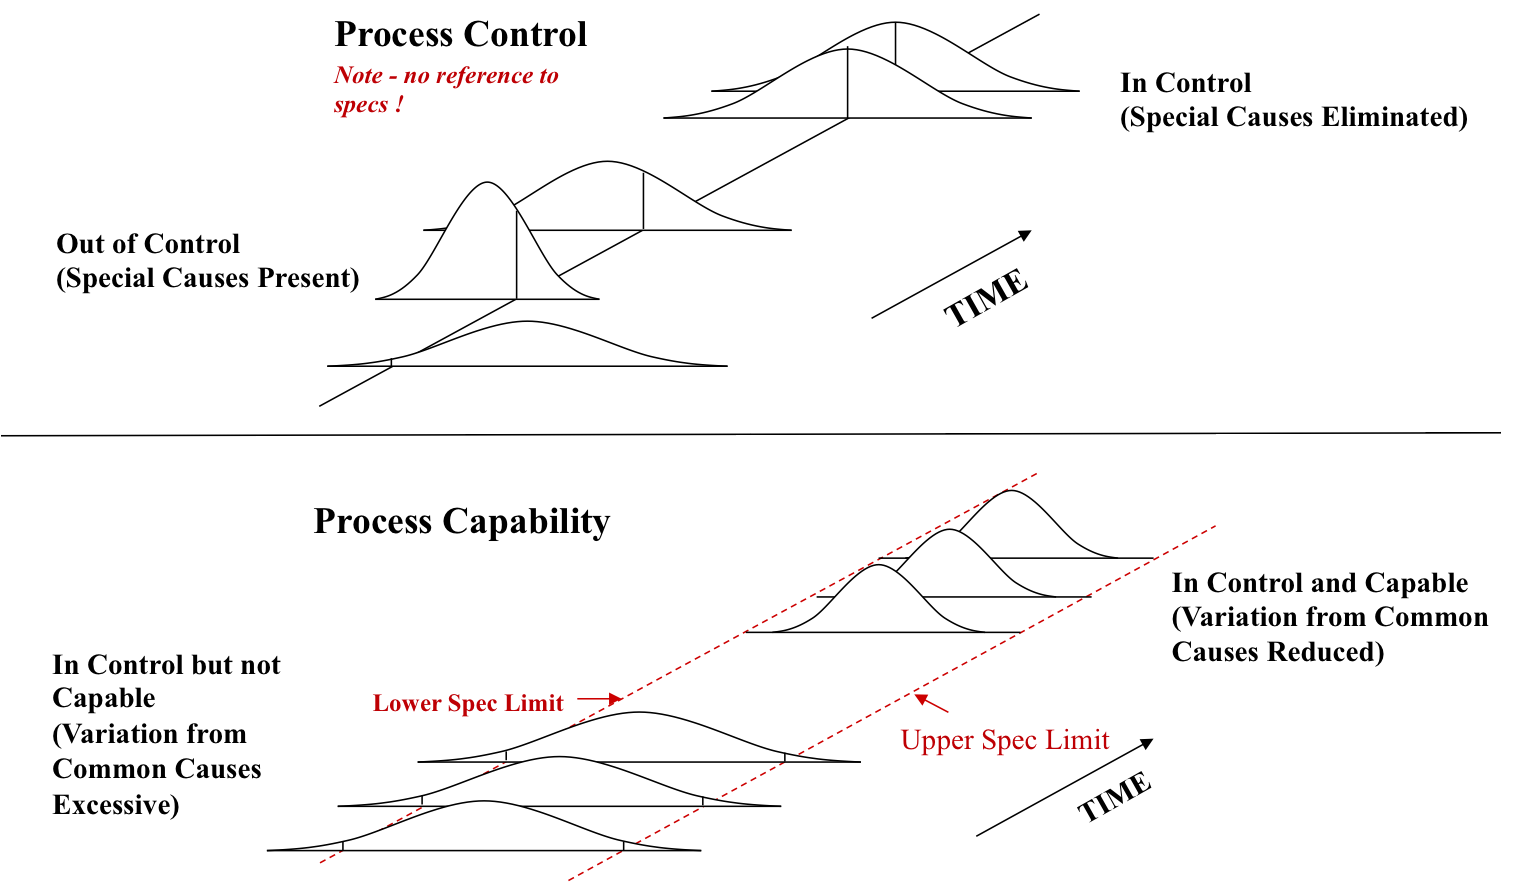 Process Control
Note - no reference to
specs !
In Control
(Special Causes Eliminated)
Out of Control
(Special Causes Present)
TIME
Process Capability
In Control and Capable
(Variation from Common
Causes Reduced)
In Control but not
Capable
(Variation from
Common Causes
Excessive)
Lower Spec Limit
Upper Spec Limit
TIME